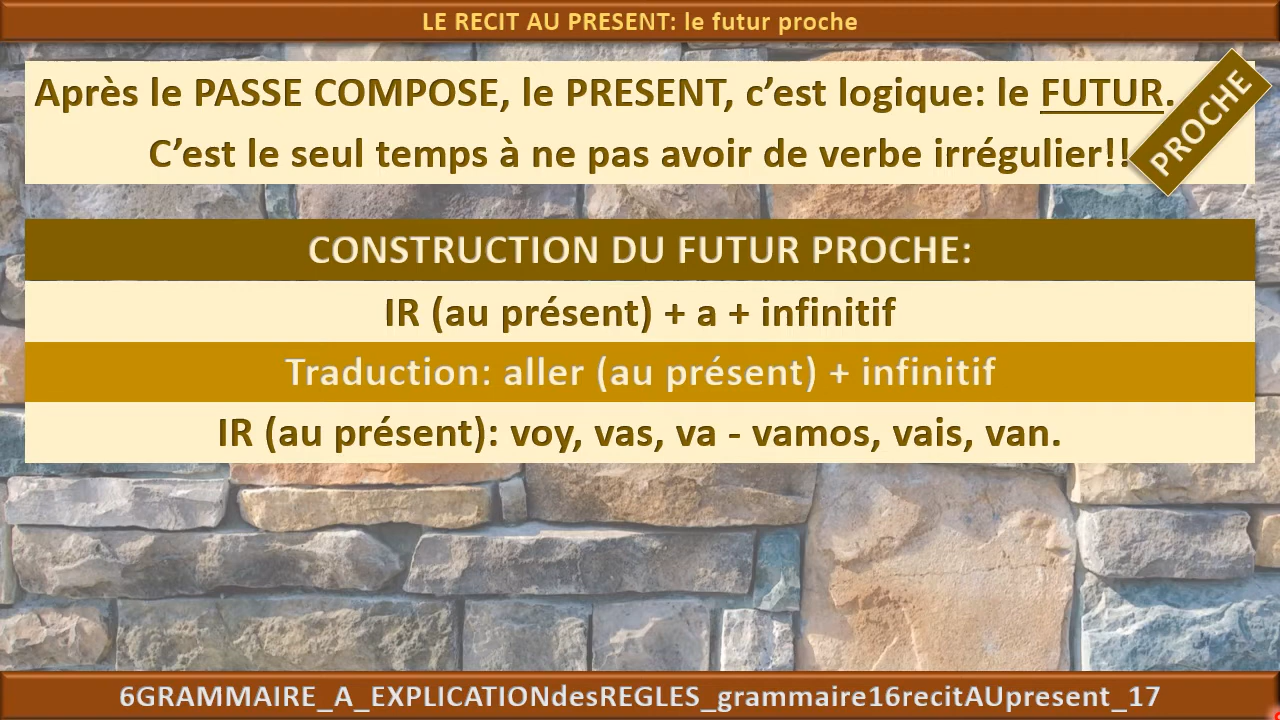 LE RECIT AU PRESENT: le futur proche
Après le PASSE COMPOSE, le PRESENT, c’est logique: le FUTUR.
PROCHE
C’est le seul temps à ne pas avoir de verbe irrégulier!!
CONSTRUCTION DU FUTUR PROCHE:
IR (au présent) + a + infinitif
Traduction: aller (au présent) + infinitif
IR (au présent): voy, vas, va - vamos, vais, van.
6GRAMMAIRE_A_EXPLICATIONdesREGLES_grammaire16recitAUpresent_17